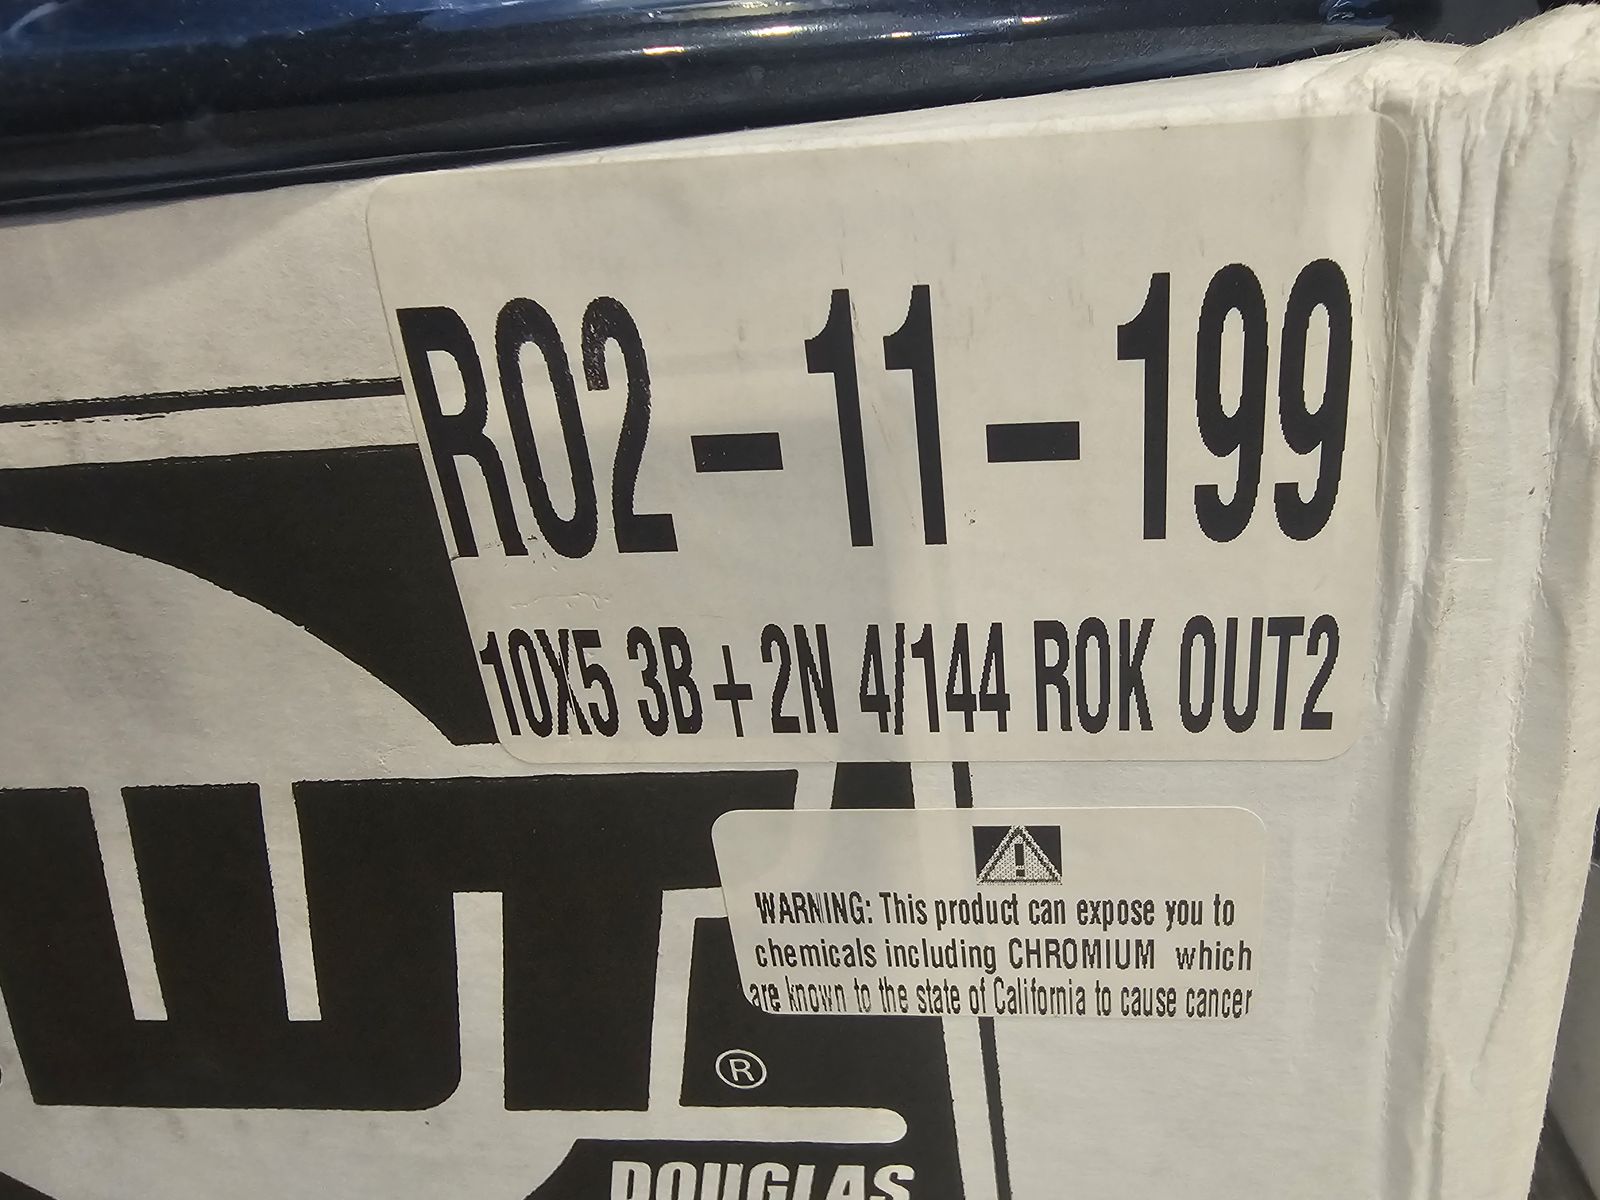 R02-11-199
10X5 3B+2N 4/144 ROK OUT2
WARNING: This product can expose you to
chemicals including CHROMIUM which
are known to the state of California to cause cancer
®
DOUGLAS